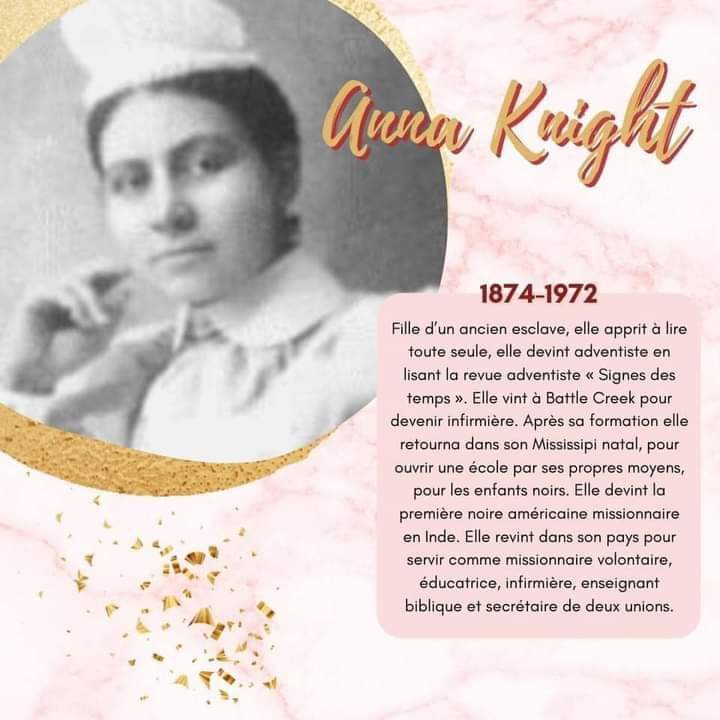 Anna Knight
1874-1972
Fille d'un ancien esclave, elle apprit à lire
toute seule, elle devint adventiste en
lisant la revue adventiste « Signes des
temps ». Elle vint à Battle Creek pour
devenir infirmière. Après sa formation elle
retourna dans son Mississipi natal, pour
ouvrir une école par ses propres moyens,
pour les enfants noirs. Elle devint la
première noire américaine missionnaire
en Inde. Elle revint dans son pays pour
servir comme missionnaire volontaire,
éducatrice, infirmière, enseignant
biblique et secrétaire de deux unions.